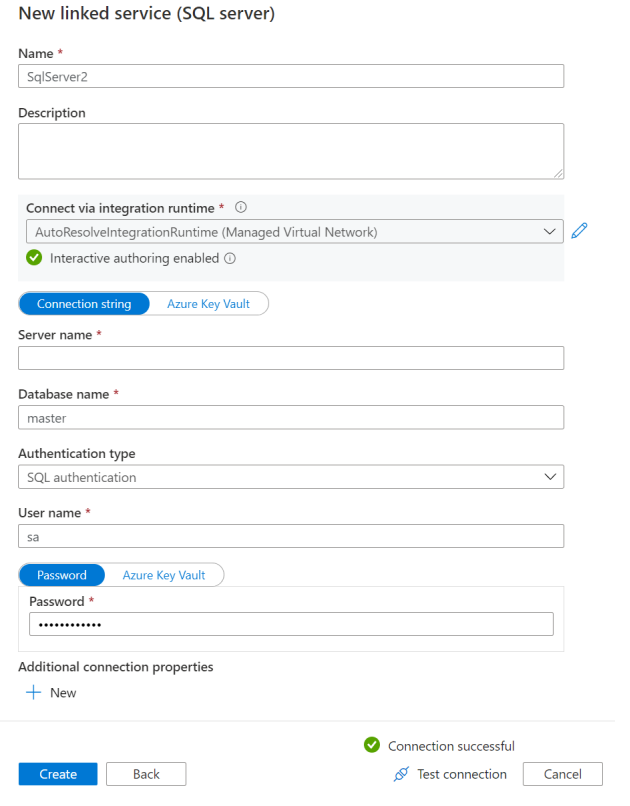 New linked service (SQL server)
Name *
SqlServer2
Description
Connect via integration runtime *
AutoResolveIntegrationRuntime (Managed Virtual Network)
Interactive authoring enabled
Connection string Azure Key Vault
Server name *
Database name *
master
Authentication type
SQL authentication
User name *
sa
Password Azure Key Vault
Password *
••••••••••••
Additional connection properties
New
Connection successful
Create Back Test connection Cancel